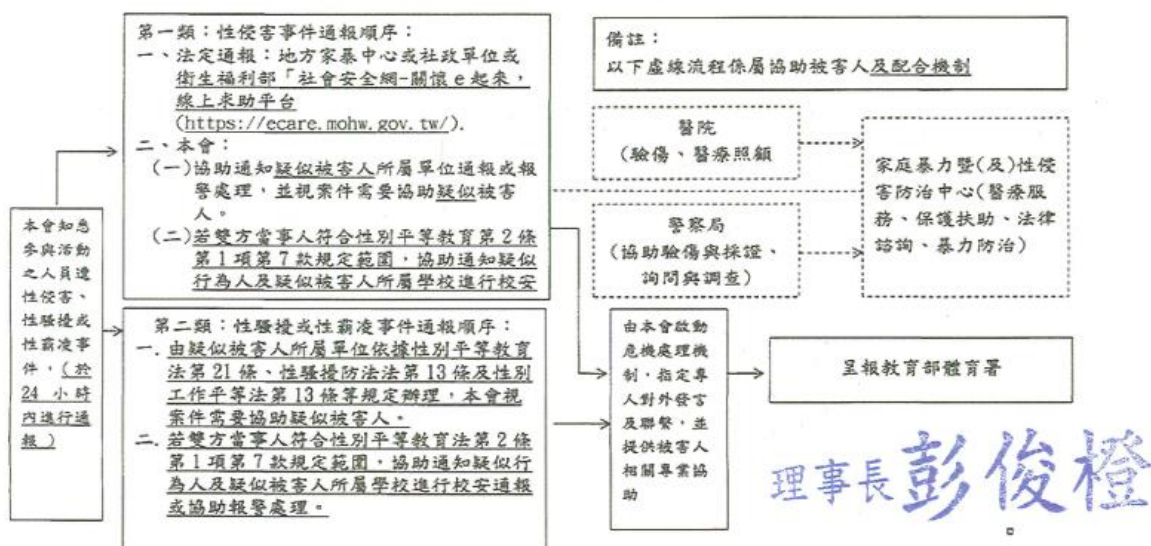 第一類：性侵害事件通報順序：
一、法定通報：地方家暴中心或社政單位或
衛生福利部「社會安全網-關懷e起來，
線上求助平台
(https://ecare.mohw.gov.tw/).
二、本會：
(一)協助通知疑似被害人所屬單位通報或報
警處理，並視案件需要協助疑似被害
人。
(二)若雙方當事人符合性別平等教育第2條
第1項第7款規定範圍，協助通知疑似
行為人及疑似被害人所屬學校進行校安
備註：
以下虛線流程係屬協助被害人及配合機制
醫院
(驗傷、醫療照顧
警察局
(協助驗傷與採證、
詢問與調查)
家庭暴力暨(及)性侵
害防治中心(醫療服
務、保護扶助、法律
諮詢、暴力防治)
本會知悉
參與活動
之人員遭
性侵害、
性騷擾或
性霸凌事
件，(於
24小時
內進行通
報)
第二類：性騷擾或性霸凌事件通報順序：
一. 由疑似被害人所屬單位依據性別平等教育
法第21條、性騷擾防法法第13條及性別
工作平等法第13條等規定辦理，本會視
案件需要協助疑似被害人。
二. 若雙方當事人符合性別平等教育法第2條
第1項第7款規定範圍，協助通知疑似行
為人及疑似被害人所屬學校進行校安通報
或協助報警處理。
由本會啟動
危機處理機
制，指定專
人對外發言
及聯繫，並
提供被害人
相關專業協
助
呈報教育部體育署
理事長彭俊橙